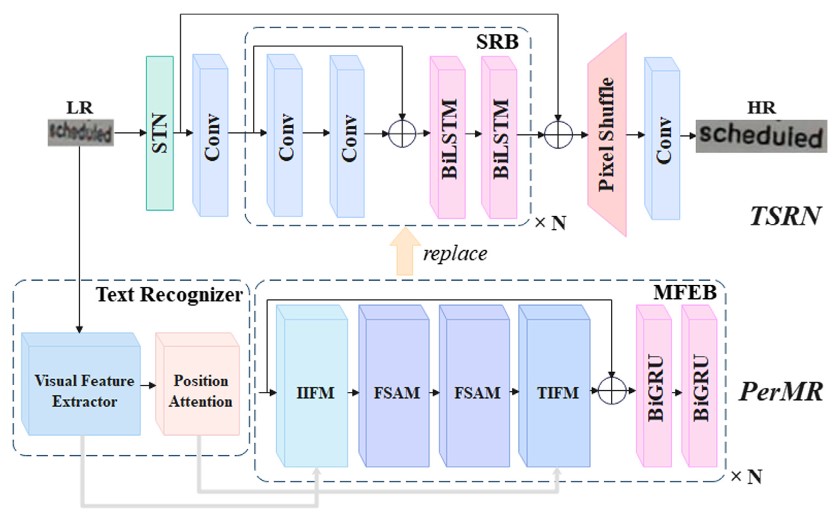 SRB
LR
scheduled
STN
Conv
Conv
Conv
BiLSTM
BiLSTM
Pixel Shuffle
Conv
HR
scheduled
× N
TSRN
replace
Text Recognizer
Visual Feature
Extractor
Position
Attention
MFEB
IIFM
FSAM
FSAM
TIFM
BiGRU
BiGRU
× N
PerMR